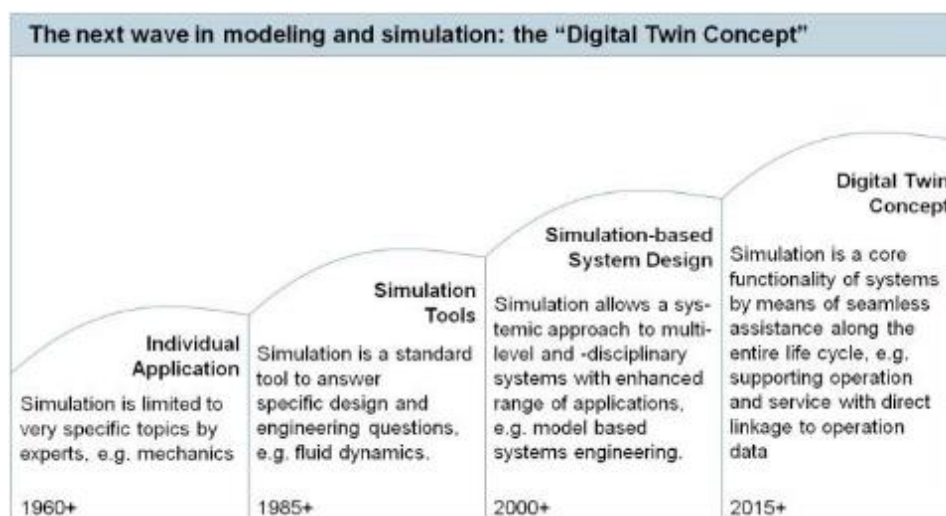 The next wave in modeling and simulation: the “Digital Twin Concept”
Individual
Application
Simulation is limited to
very specific topics by
experts, e.g. mechanics
1960+
Simulation
Tools
Simulation is a standard
tool to answer
specific design and
engineering questions,
e.g. fluid dynamics.
1985+
Simulation-based
System Design
Simulation allows a sys-
temic approach to multi-
level and -disciplinary
systems with enhanced
range of applications,
e.g. model based
systems engineering.
2000+
Digital Twin
Concept
Simulation is a core
functionality of systems
by means of seamless
assistance along the
entire life cycle, e.g.
supporting operation
and service with direct
linkage to operation
data
2015+